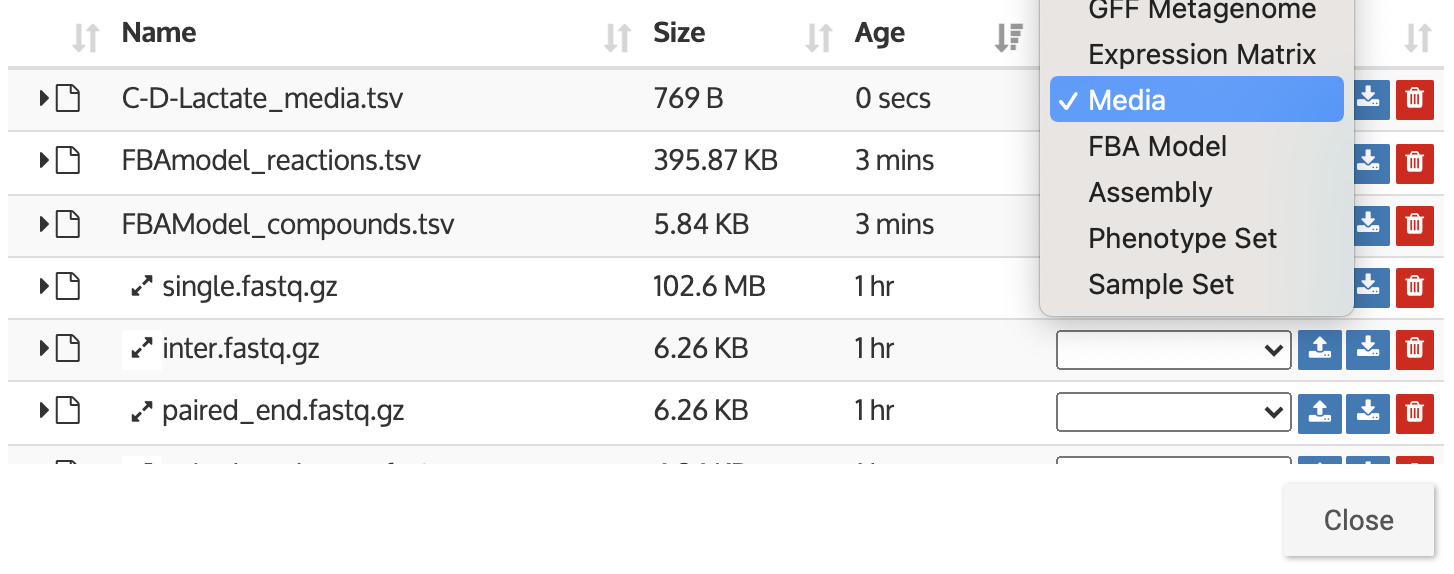 GFF Metagenome
Name Size Age
Expression Matrix
C-D-Lactate_media.tsv 769 B 0 secs
✓ Media
FBAmodel_reactions.tsv 395.87 KB 3 mins
FBA Model
Assembly
FBAModel_compounds.tsv 5.84 KB 3 mins
Phenotype Set
single.fastq.gz 102.6 MB 1 hr
Sample Set
inter.fastq.gz 6.26 KB 1 hr
paired_end.fastq.gz 6.26 KB 1 hr
Close